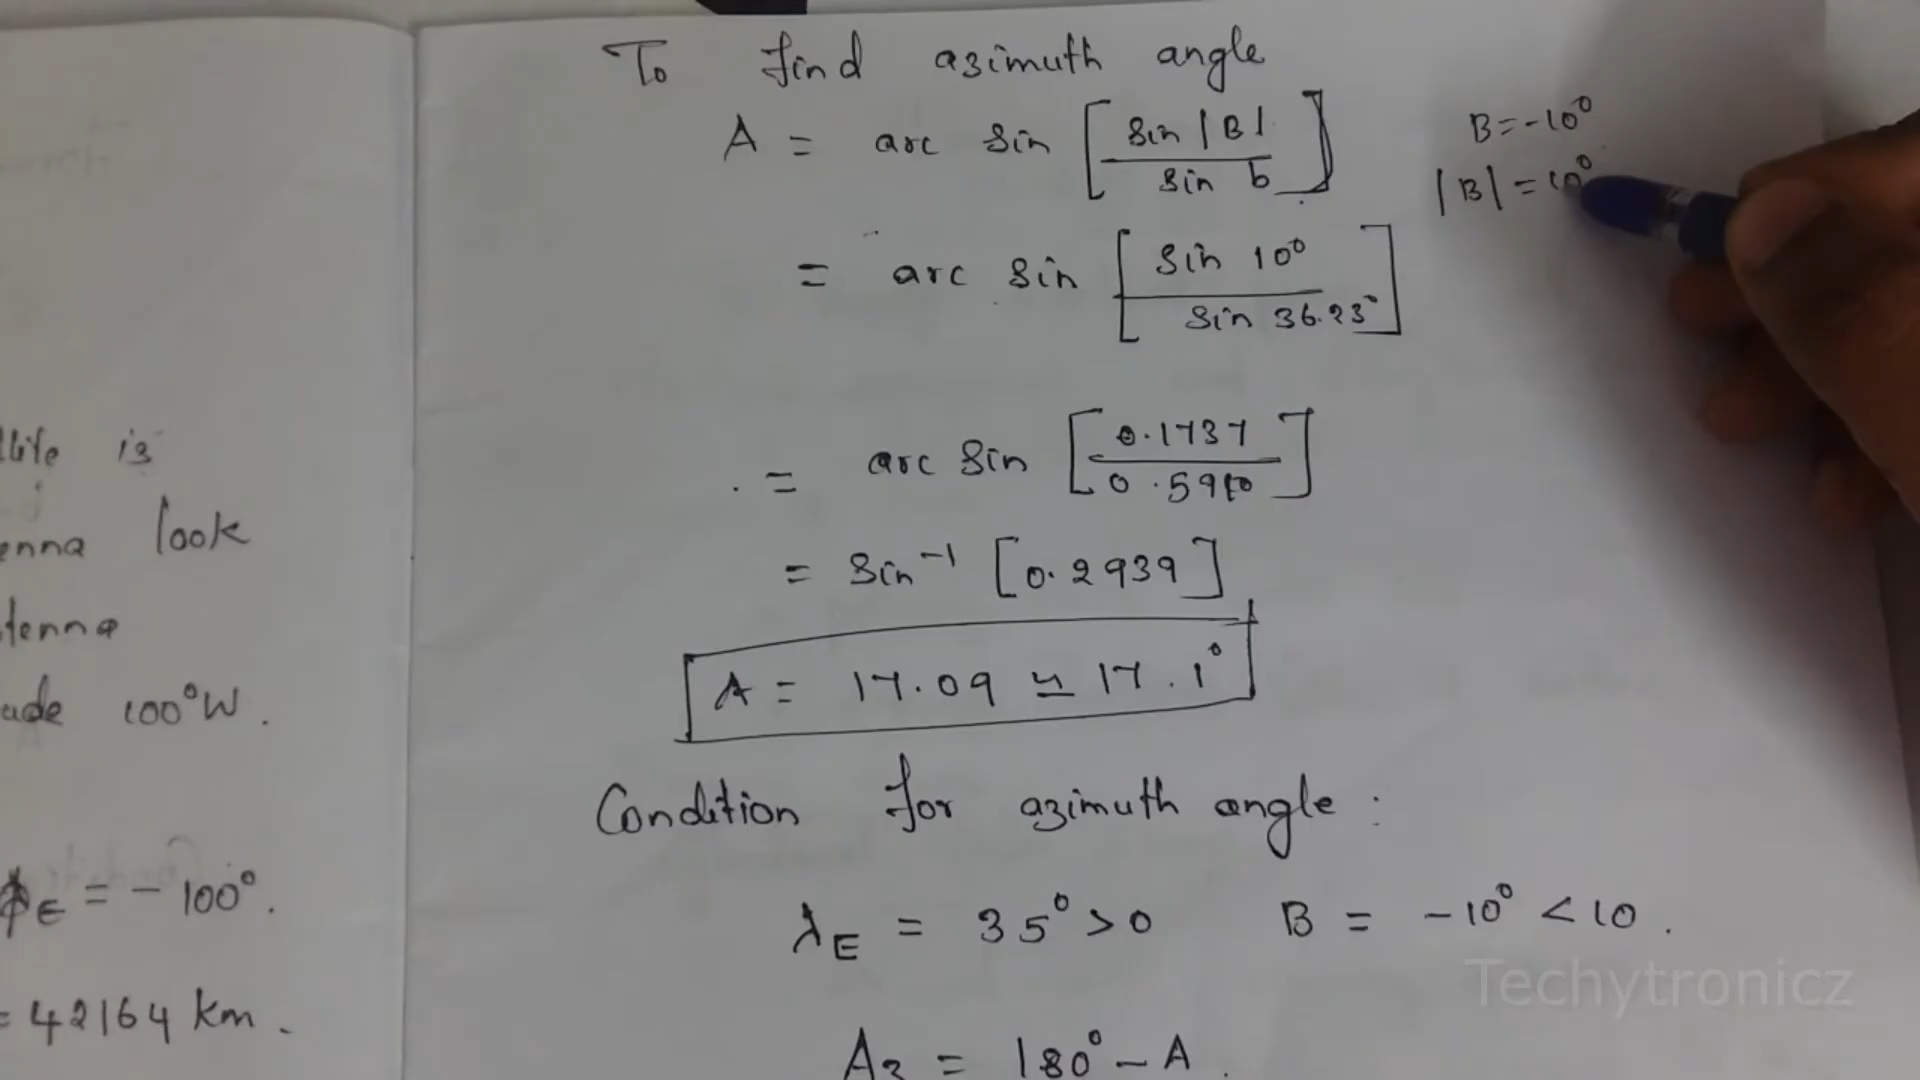 llite is
enna look
tenna
ude 100°W.
ϕE = - 100°.
= 42164 km.
To find azimuth angle
A = arc sin [ sin |B| / sin b ]
B = -10°
|B| = 10°
= arc sin [ sin 10° / sin 36.23° ]
= arc sin [ 0.1737 / 0.5910 ]
= sin⁻¹ [0.2939]
A = 17.09 ≃ 17.1°
Condition for azimuth angle :
λE = 35° > 0 B = -10° < 10.
Az = 180° - A.
Techytronicz